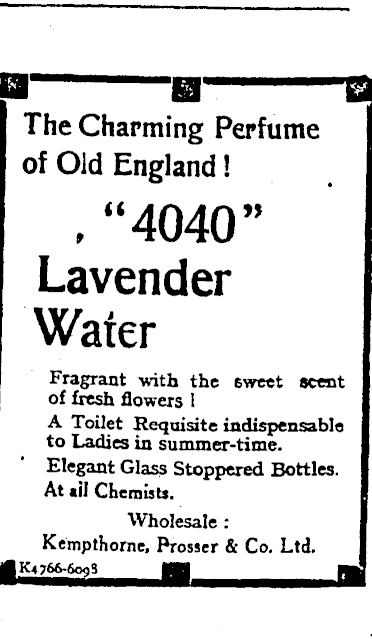 The Charming Perfume
of Old England!
"4040"
Lavender
Water
Fragrant with the sweet scent
of fresh flowers!
A Toilet Requisite indispensable
to Ladies in summer-time.
Elegant Glass Stoppered Bottles.
At all Chemists.
Wholesale:
Kempthorne, Prosser & Co. Ltd.
K4766-6093